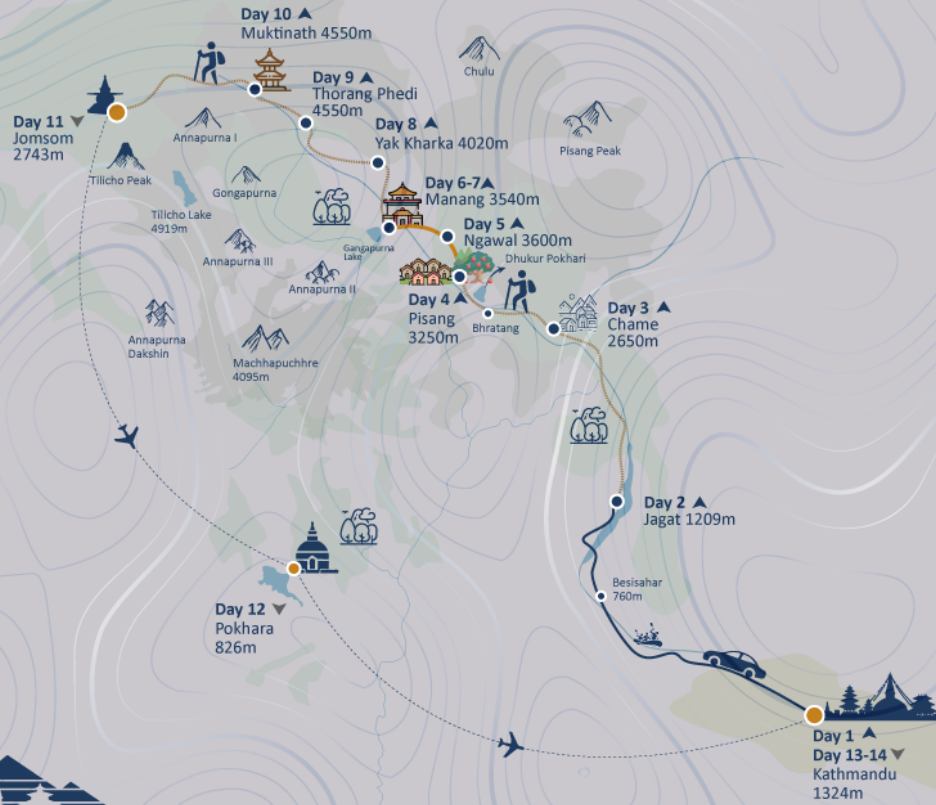 Day 10
Muktinath 4550m
Chulu
Day 9
Thorang Phedi
4550m
Day 11
Jomsom
2743m
Annapurna I
Day 8
Yak Kharka 4020m
Pisang Peak
Tilicho Peak
Gongapurna
Day 6-7
Manang 3540m
Tilicho Lake
4919m
Day 5
Ngawal 3600m
Gangapurna
Lake
Annapurna III
Dhukur Pokhari
Annapurna II
Day 4
Pisang
3250m
Bhratang
Day 3
Chame
2650m
Annapurna
Dakshin
Machhapuchhre
4095m
Day 2
Jagat 1209m
Besisahar
760m
Day 12
Pokhara
826m
Day 1
Day 13-14
Kathmandu
1324m